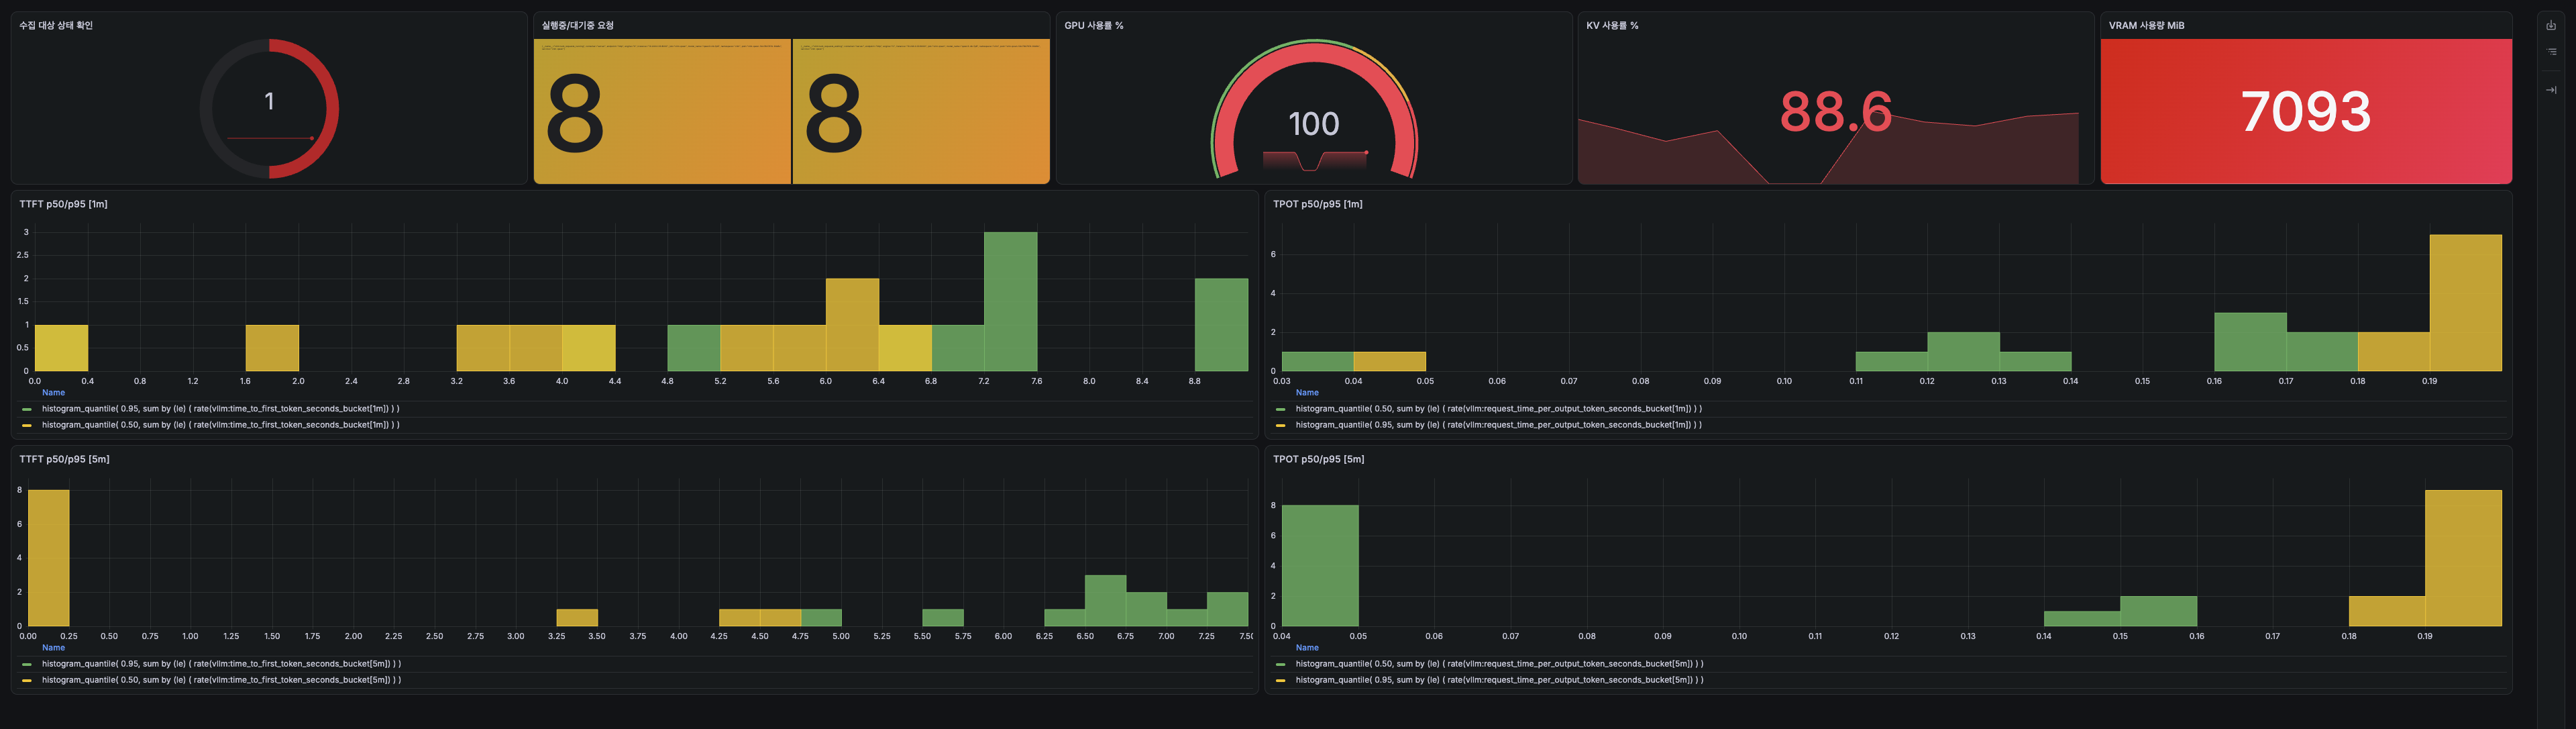 수집 대상 상태 확인
1
실행중/대기중 요청
8
8
GPU 사용률 %
100
KV 사용률 %
88.6
VRAM 사용량 MiB
7093
TTFT p50/p95 [1m]
3
2.5
2
1.5
1
0.5
0
0.0 0.4 0.8 1.2 1.6 2.0 2.4 2.8 3.2 3.6 4.0 4.4 4.8 5.2 5.6 6.0 6.4 6.8 7.2 7.6 8.0 8.4 8.8
Name
histogram_quantile( 0.95, sum by (le) ( rate(vllm:time_to_first_token_seconds_bucket[1m]) ) )
histogram_quantile( 0.50, sum by (le) ( rate(vllm:time_to_first_token_seconds_bucket[1m]) ) )
TPOT p50/p95 [1m]
6
4
2
0
0.03 0.04 0.05 0.06 0.07 0.08 0.09 0.10 0.11 0.12 0.13 0.14 0.15 0.16 0.17 0.18 0.19
Name
histogram_quantile( 0.50, sum by (le) ( rate(vllm:request_time_per_output_token_seconds_bucket[1m]) ) )
histogram_quantile( 0.95, sum by (le) ( rate(vllm:request_time_per_output_token_seconds_bucket[1m]) ) )
TTFT p50/p95 [5m]
8
6
4
2
0
0.00 0.25 0.50 0.75 1.00 1.25 1.50 1.75 2.00 2.25 2.50 2.75 3.00 3.25 3.50 3.75 4.00 4.25 4.50 4.75 5.00 5.25 5.50 5.75 6.00 6.25 6.50 6.75 7.00 7.25 7.50
Name
histogram_quantile( 0.95, sum by (le) ( rate(vllm:time_to_first_token_seconds_bucket[5m]) ) )
histogram_quantile( 0.50, sum by (le) ( rate(vllm:time_to_first_token_seconds_bucket[5m]) ) )
TPOT p50/p95 [5m]
8
6
4
2
0
0.04 0.05 0.06 0.07 0.08 0.09 0.10 0.11 0.12 0.13 0.14 0.15 0.16 0.17 0.18 0.19
Name
histogram_quantile( 0.50, sum by (le) ( rate(vllm:request_time_per_output_token_seconds_bucket[5m]) ) )
histogram_quantile( 0.95, sum by (le) ( rate(vllm:request_time_per_output_token_seconds_bucket[5m]) ) )